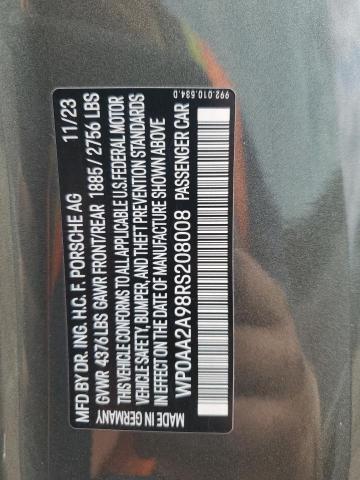 MFD BY DR. ING. H.C. F. PORSCHE AG 11/23
GVWR 4376 LBS GAWR FRONT/REAR 1885 / 2756 LBS
THIS VEHICLE CONFORMS TO ALL APPLICABLE U.S. FEDERAL MOTOR
VEHICLE SAFETY, BUMPER, AND THEFT PREVENTION STANDARDS
IN EFFECT ON THE DATE OF MANUFACTURE SHOWN ABOVE
WP0AA2A98RS208008 PASSENGER CAR
MADE IN GERMANY
992.010.534.D